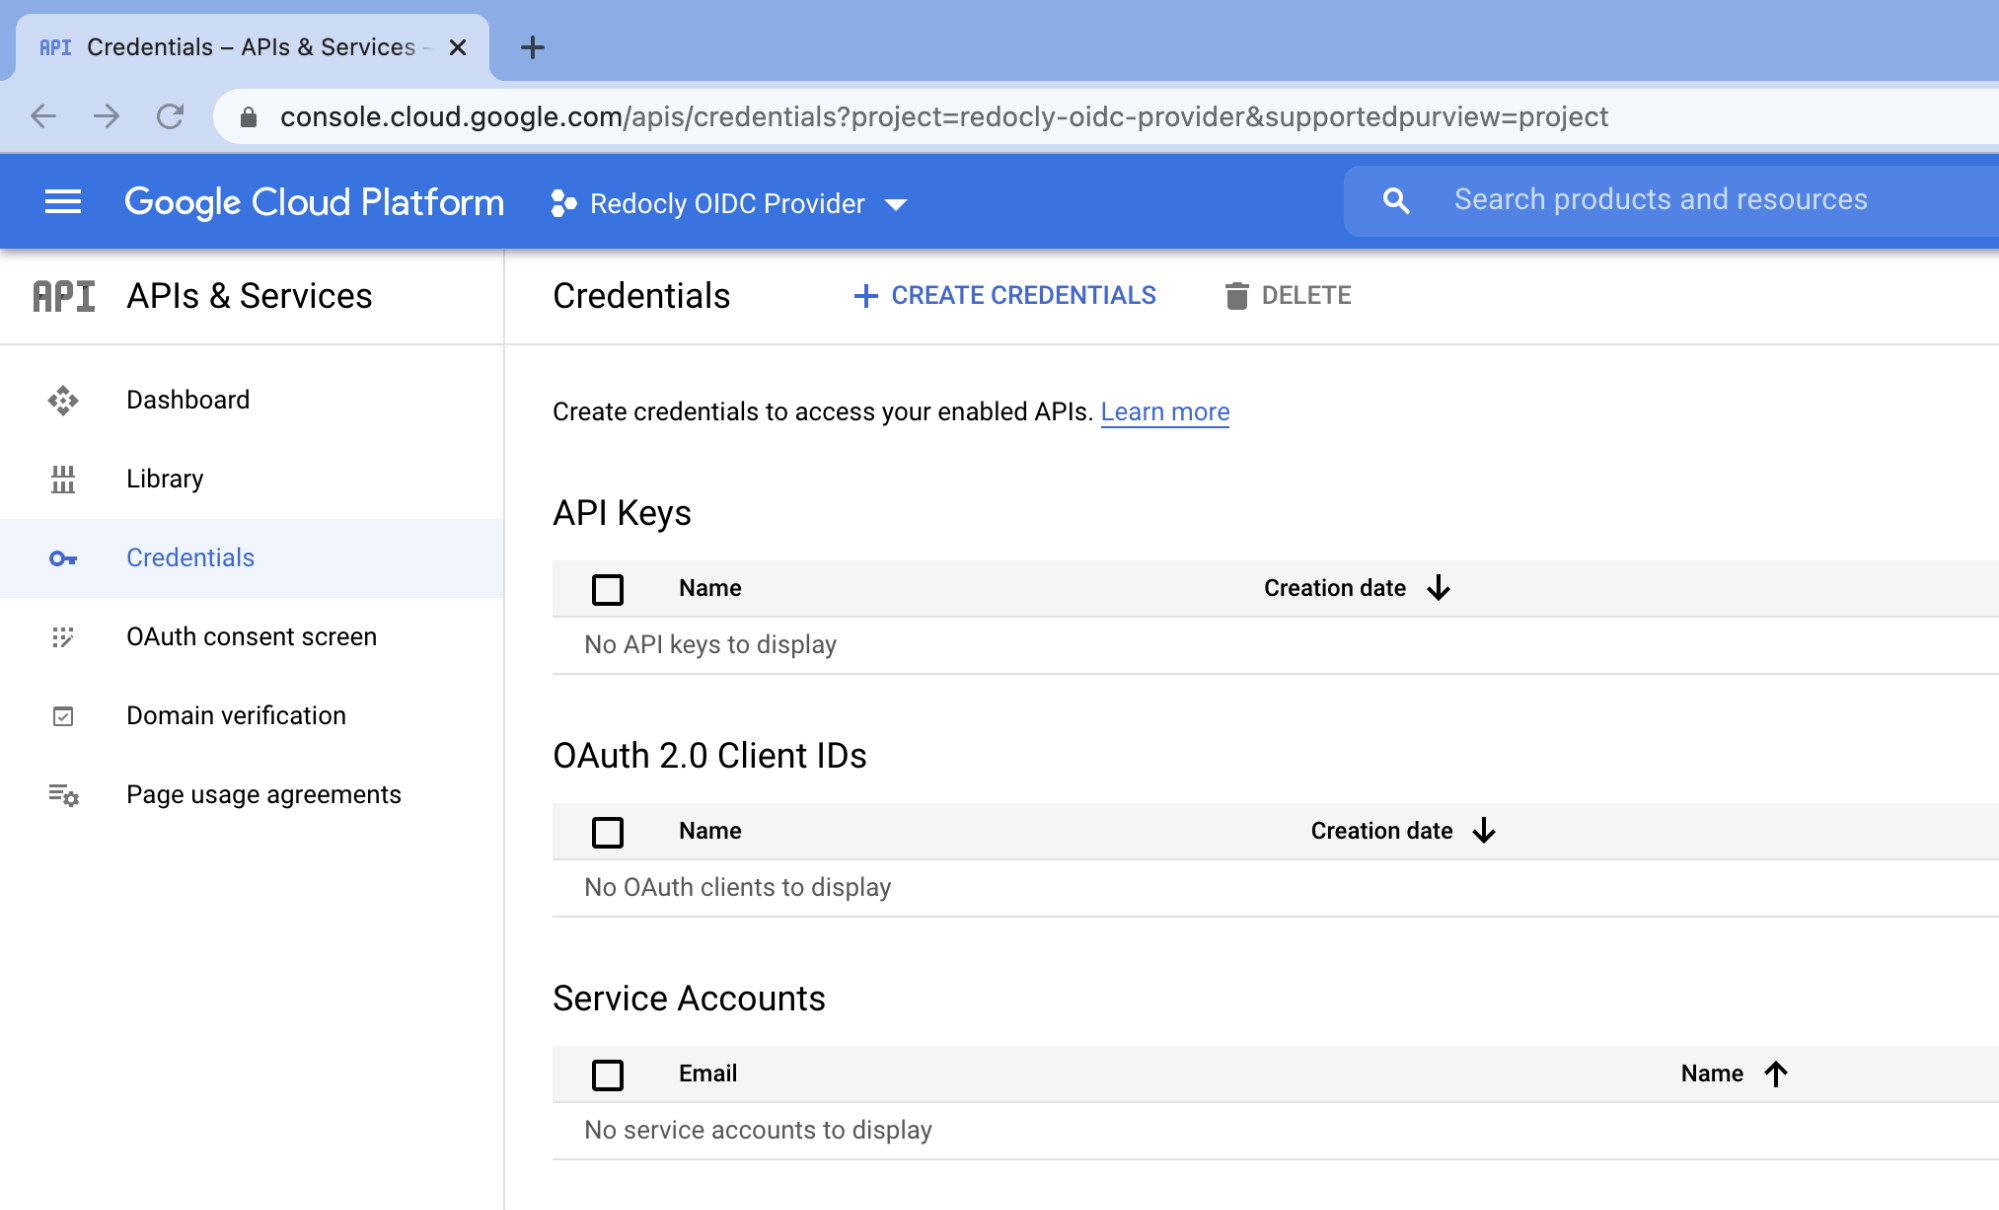 API Credentials – APIs & Services –
console.cloud.google.com/apis/credentials?project=redocly-oidc-provider&supportedpurview=project
Google Cloud Platform Redocly OIDC Provider Search products and resources
API APIs & Services
Credentials CREATE CREDENTIALS DELETE
Dashboard
Library
Credentials
OAuth consent screen
Domain verification
Page usage agreements
Create credentials to access your enabled APIs. Learn more
API Keys
Name Creation date
No API keys to display
OAuth 2.0 Client IDs
Name Creation date
No OAuth clients to display
Service Accounts
Email Name
No service accounts to display